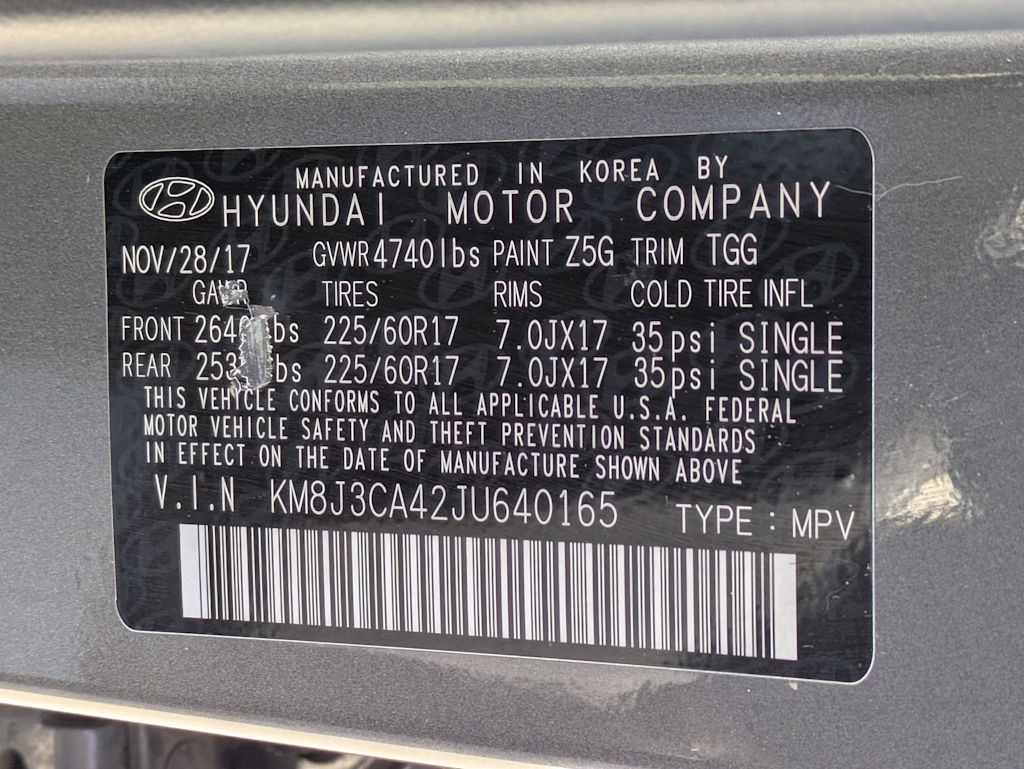 MANUFACTURED IN KOREA BY
HYUNDAI MOTOR COMPANY
NOV/28/17 GVWR 4740lbs PAINT Z5G TRIM TGG
TIRES RIMS COLD TIRE INFL
FRONT 225/60R17 7.0JX17 35psi SINGLE
REAR 225/60R17 7.0JX17 35psi SINGLE
THIS VEHICLE CONFORMS TO ALL APPLICABLE U.S.A. FEDERAL
MOTOR VEHICLE SAFETY AND THEFT PREVENTION STANDARDS
IN EFFECT ON THE DATE OF MANUFACTURE SHOWN ABOVE
V.I.N KM8J3CA42JU640165 TYPE : MPV